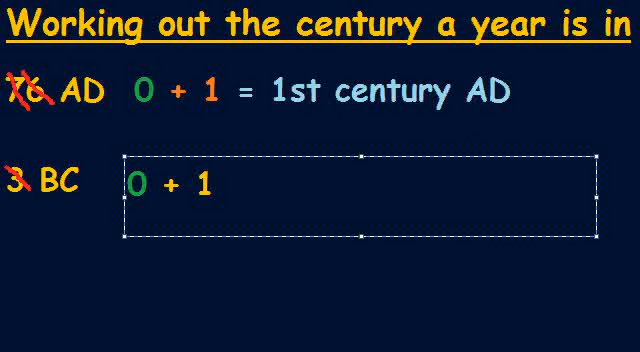 Working out the century a year is in
76 AD 0 + 1 = 1st century AD
3 BC 0 + 1